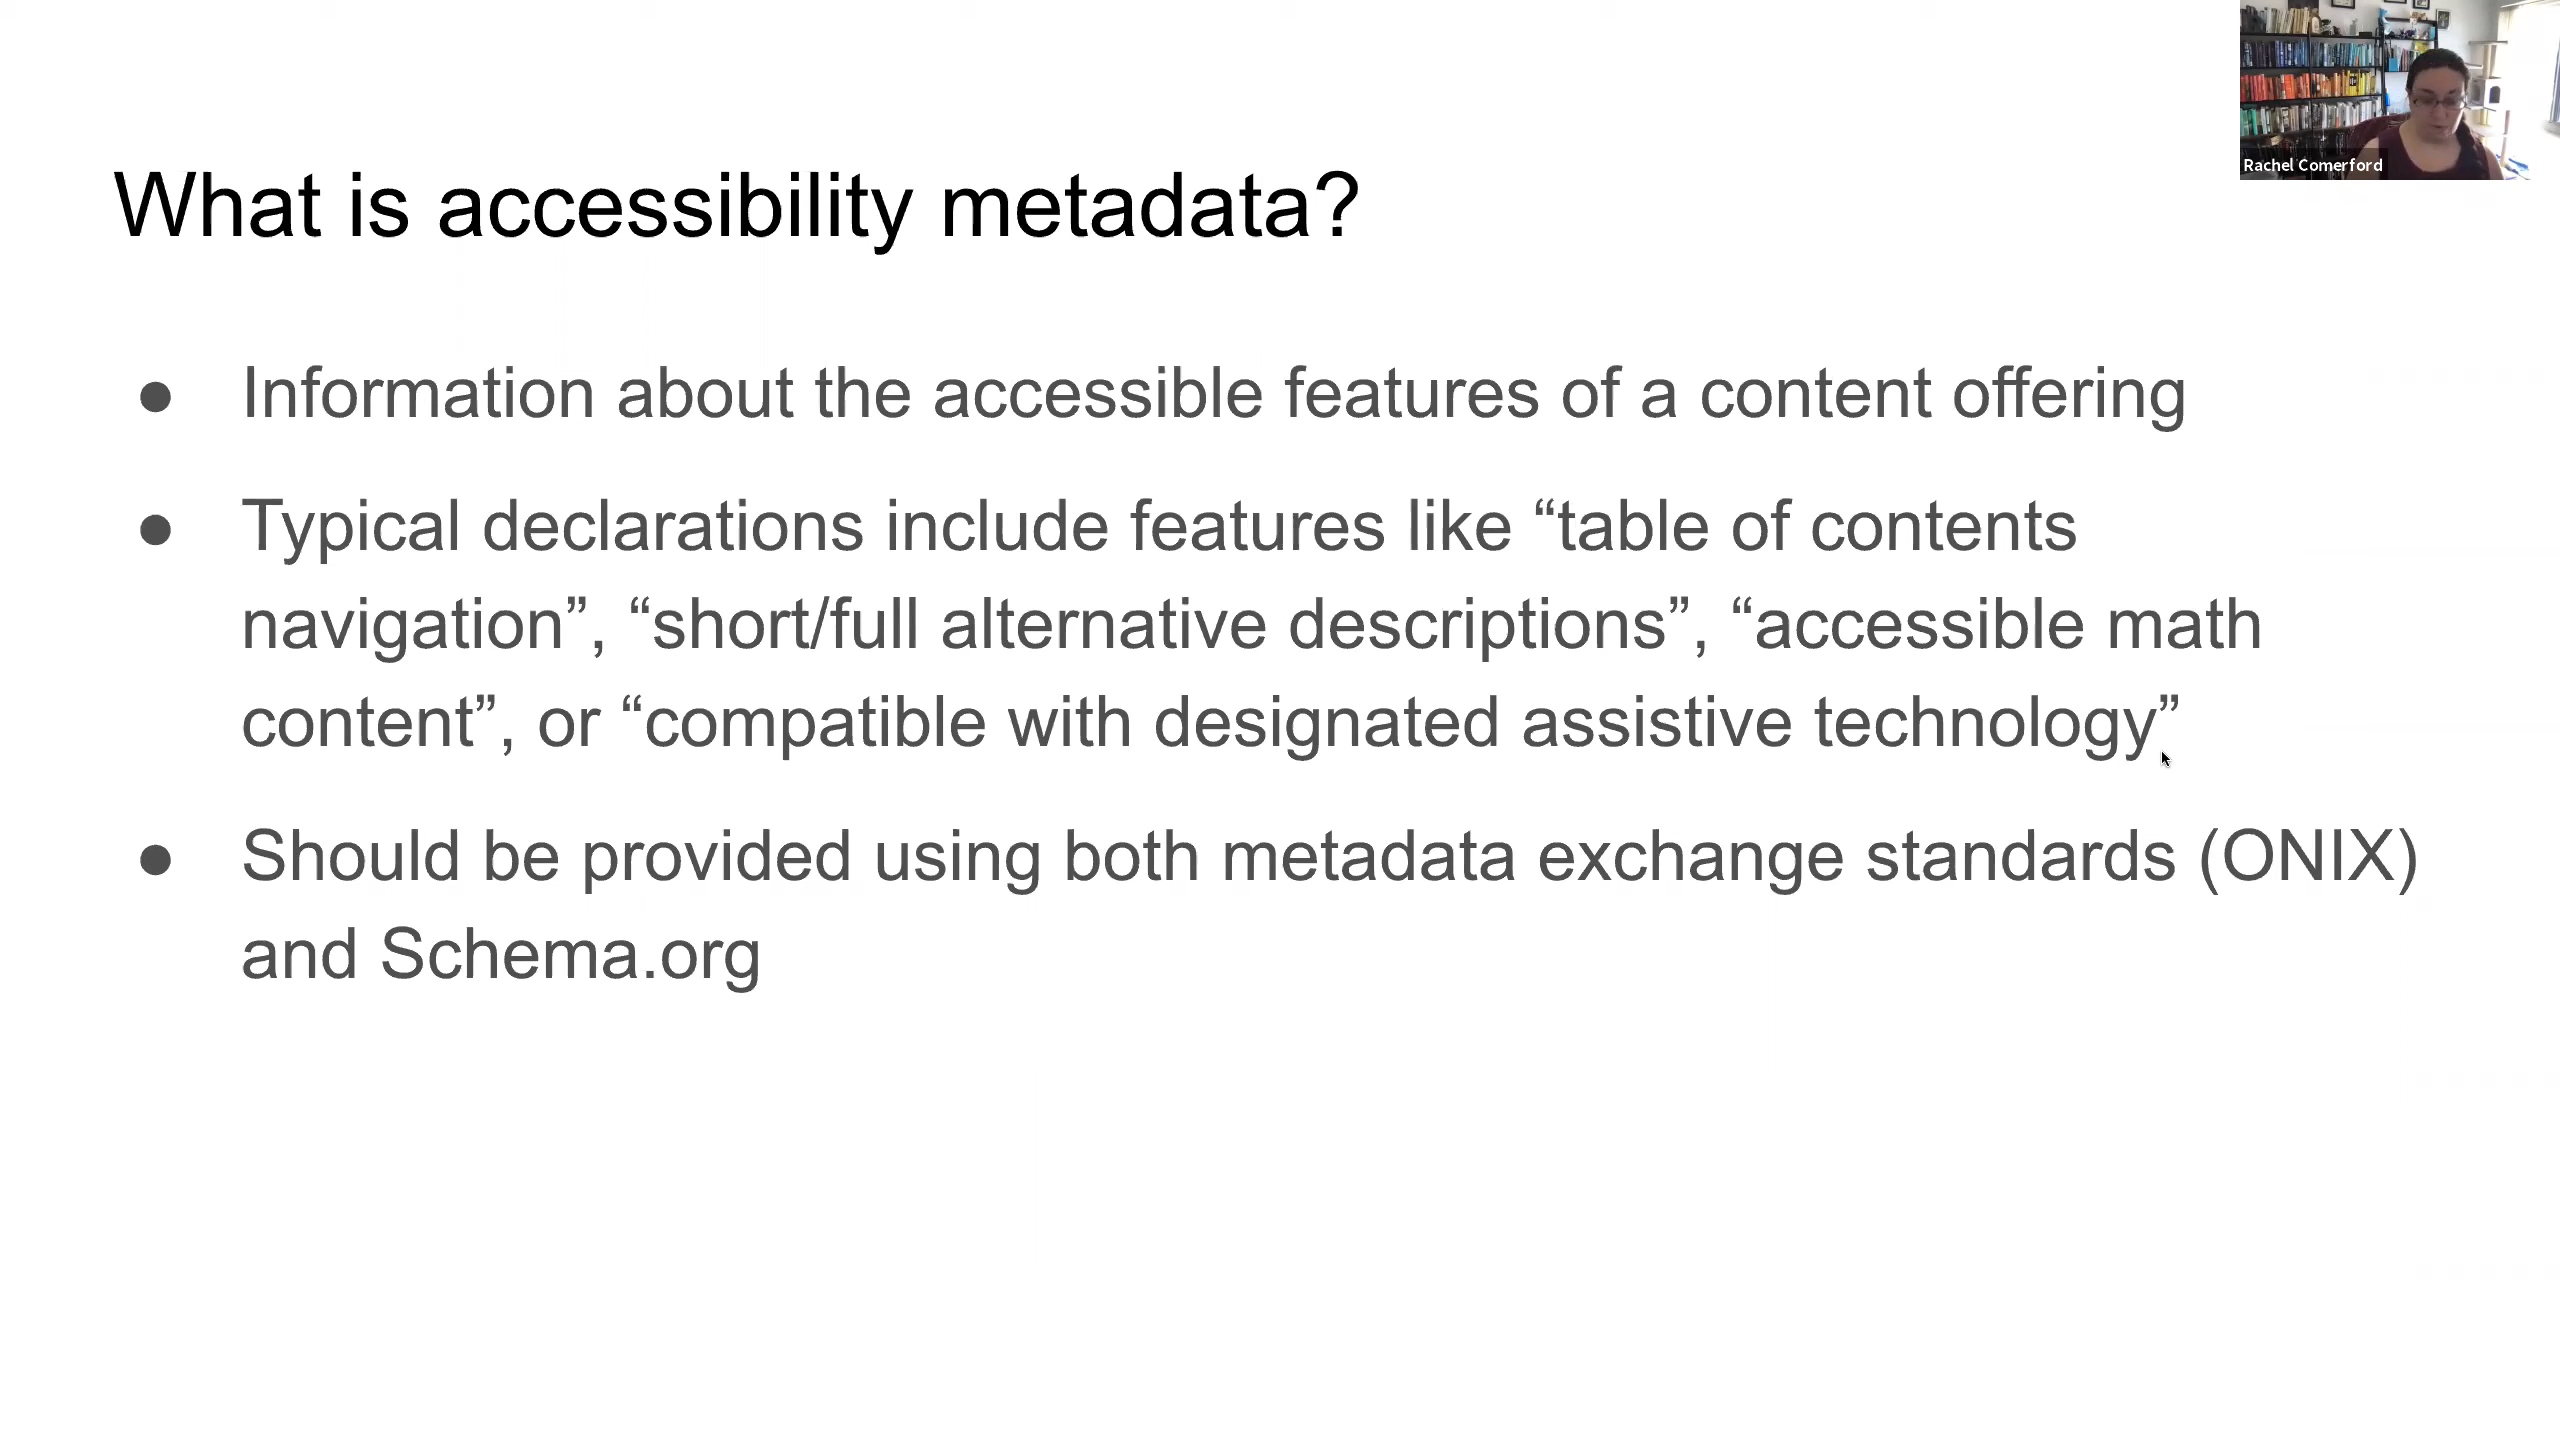 Rachel Comerford
What is accessibility metadata?
● Information about the accessible features of a content offering
● Typical declarations include features like “table of contents
navigation”, “short/full alternative descriptions”, “accessible math
content”, or “compatible with designated assistive technology”
● Should be provided using both metadata exchange standards (ONIX)
and Schema.org